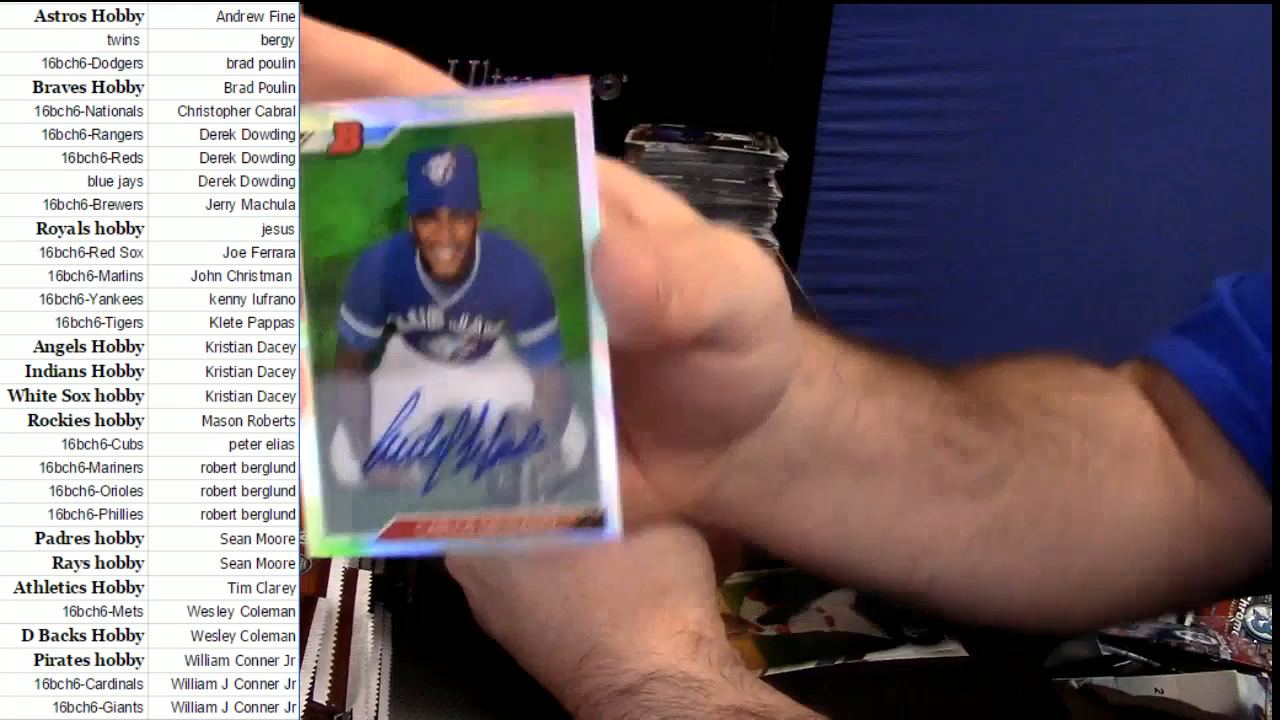 Astros Hobby Andrew Fine
twins bergy
16bch6-Dodgers brad poulin
Braves Hobby Brad Poulin
16bch6-Nationals Christopher Cabral
16bch6-Rangers Derek Dowding
16bch6-Reds Derek Dowding
blue jays Derek Dowding
16bch6-Brewers Jerry Machula
Royals hobby jesus
16bch6-Red Sox Joe Ferrara
16bch6-Marlins John Christman
16bch6-Yankees kenny lufrano
16bch6-Tigers Klete Pappas
Angels Hobby Kristian Dacey
Indians Hobby Kristian Dacey
White Sox hobby Kristian Dacey
Rockies hobby Mason Roberts
16bch6-Cubs peter elias
16bch6-Mariners robert berglund
16bch6-Orioles robert berglund
16bch6-Phillies robert berglund
Padres hobby Sean Moore
Rays hobby Sean Moore
Athletics Hobby Tim Clarey
16bch6-Mets Wesley Coleman
D Backs Hobby Wesley Coleman
Pirates hobby William Conner Jr
16bch6-Cardinals William J Conner Jr
16bch6-Giants William J Conner Jr
B